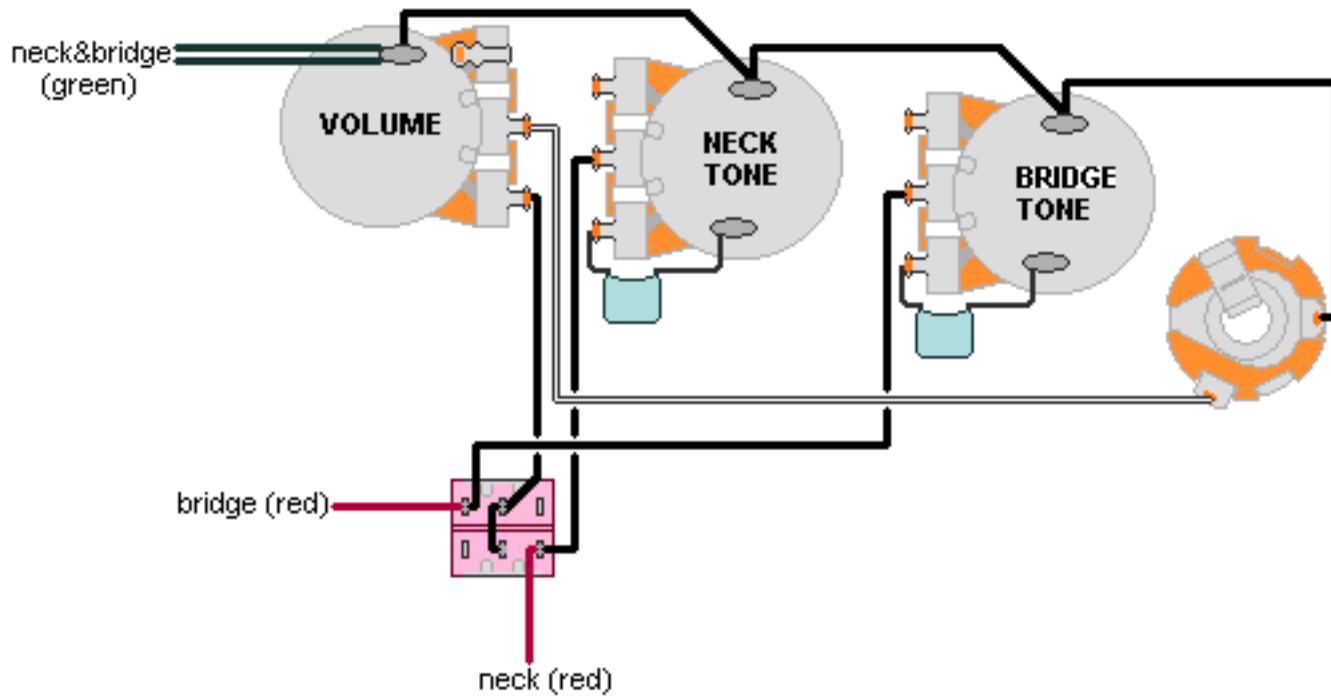 neck&bridge
(green)
VOLUME
NECK
TONE
BRIDGE
TONE
bridge (red)
neck (red)